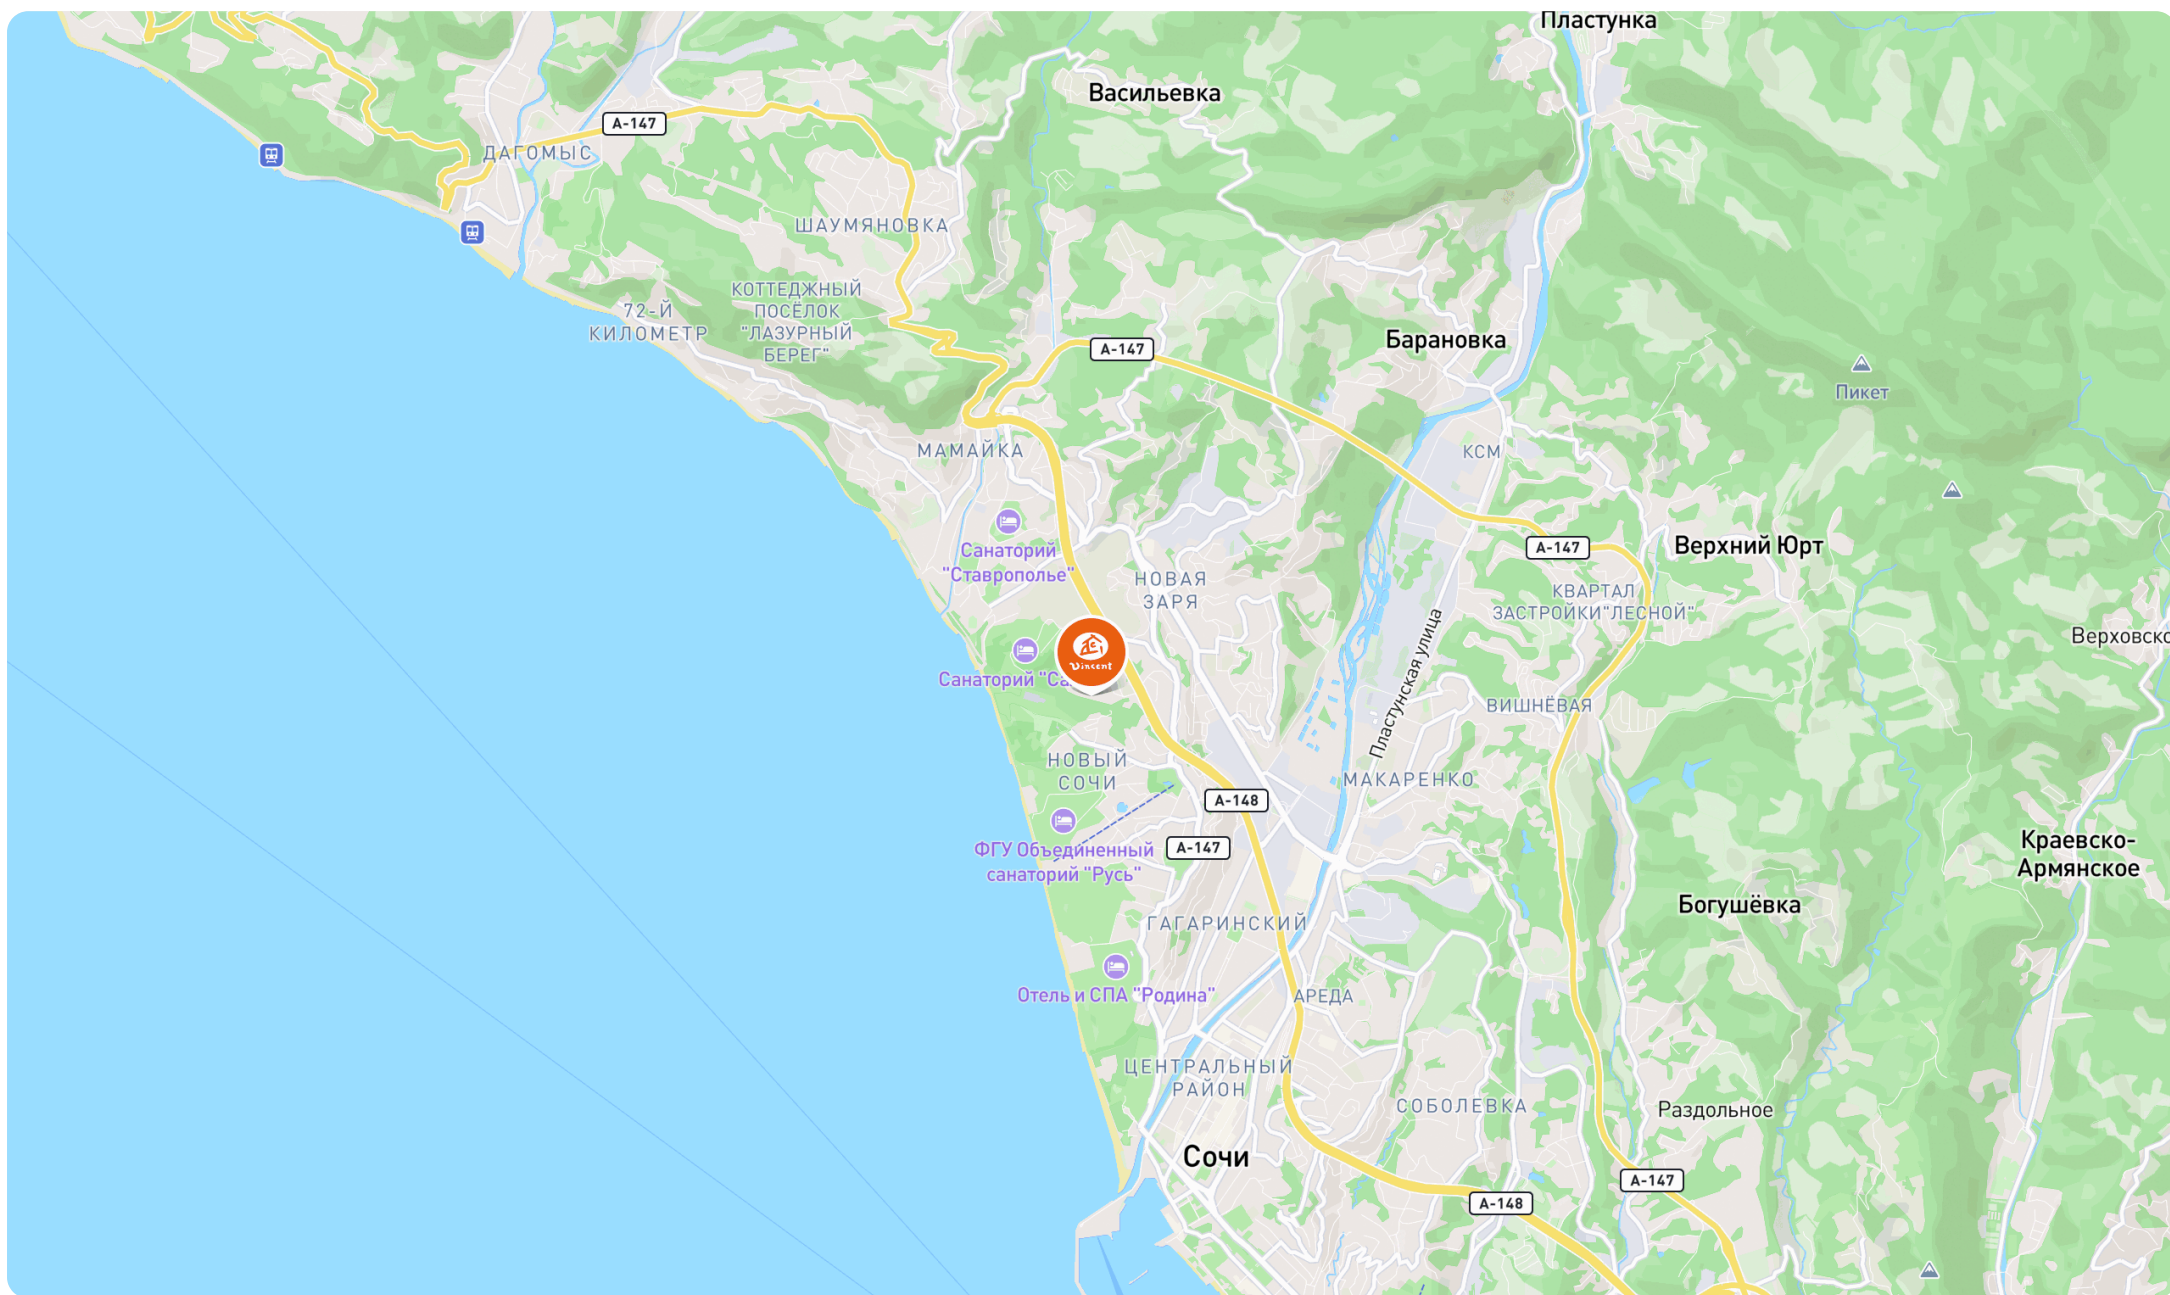 Пластунка
Васильевка
А-147
ДАГОМЫС
ШАУМЯНОВКА
КОТТЕДЖНЫЙ
ПОСЁЛОК
"ЛАЗУРНЫЙ
БЕРЕГ"
72-Й
КИЛОМЕТР
А-147
Барановка
Пикет
МАМАЙКА
КСМ
Санаторий
"Ставрополье"
НОВАЯ
ЗАРЯ
А-147
Верхний Юрт
КВАРТАЛ
ЗАСТРОЙКИ"ЛЕСНОЙ"
Верховско
Vincent
Санаторий "Са
Пластунская улица
ВИШНЁВАЯ
НОВЫЙ
СОЧИ
МАКАРЕНКО
А-148
А-147
ФГУ Объединенный
санаторий "Русь"
Краевско-
Армянское
Богушёвка
ГАГАРИНСКИЙ
Отель и СПА "Родина"
АРЕДА
ЦЕНТРАЛЬНЫЙ
РАЙОН
СОБОЛЕВКА
Раздольное
Сочи
А-147
А-148